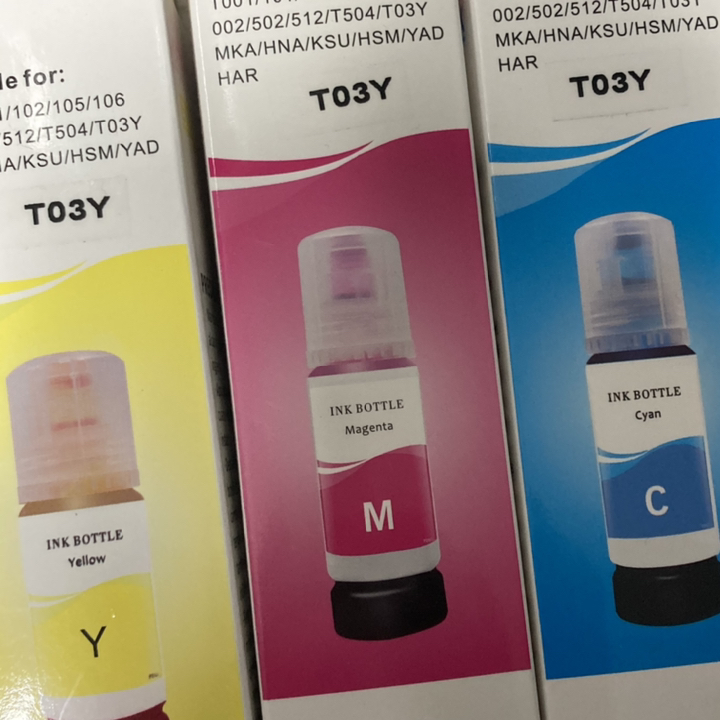 le for:
/102/105/106
512/T504/T03Y
IA/KSU/HSM/YAD
T03Y
INK BOTTLE
Yellow
Y
002/502/512/T504/T03Y
MKA/HNA/KSU/HSM/YAD
HAR
T03Y
INK BOTTLE
Magenta
M
002/502/512/T504/T03Y
MKA/HNA/KSU/HSM/YAD
HAR
T03Y
INK BOTTLE
Cyan
C